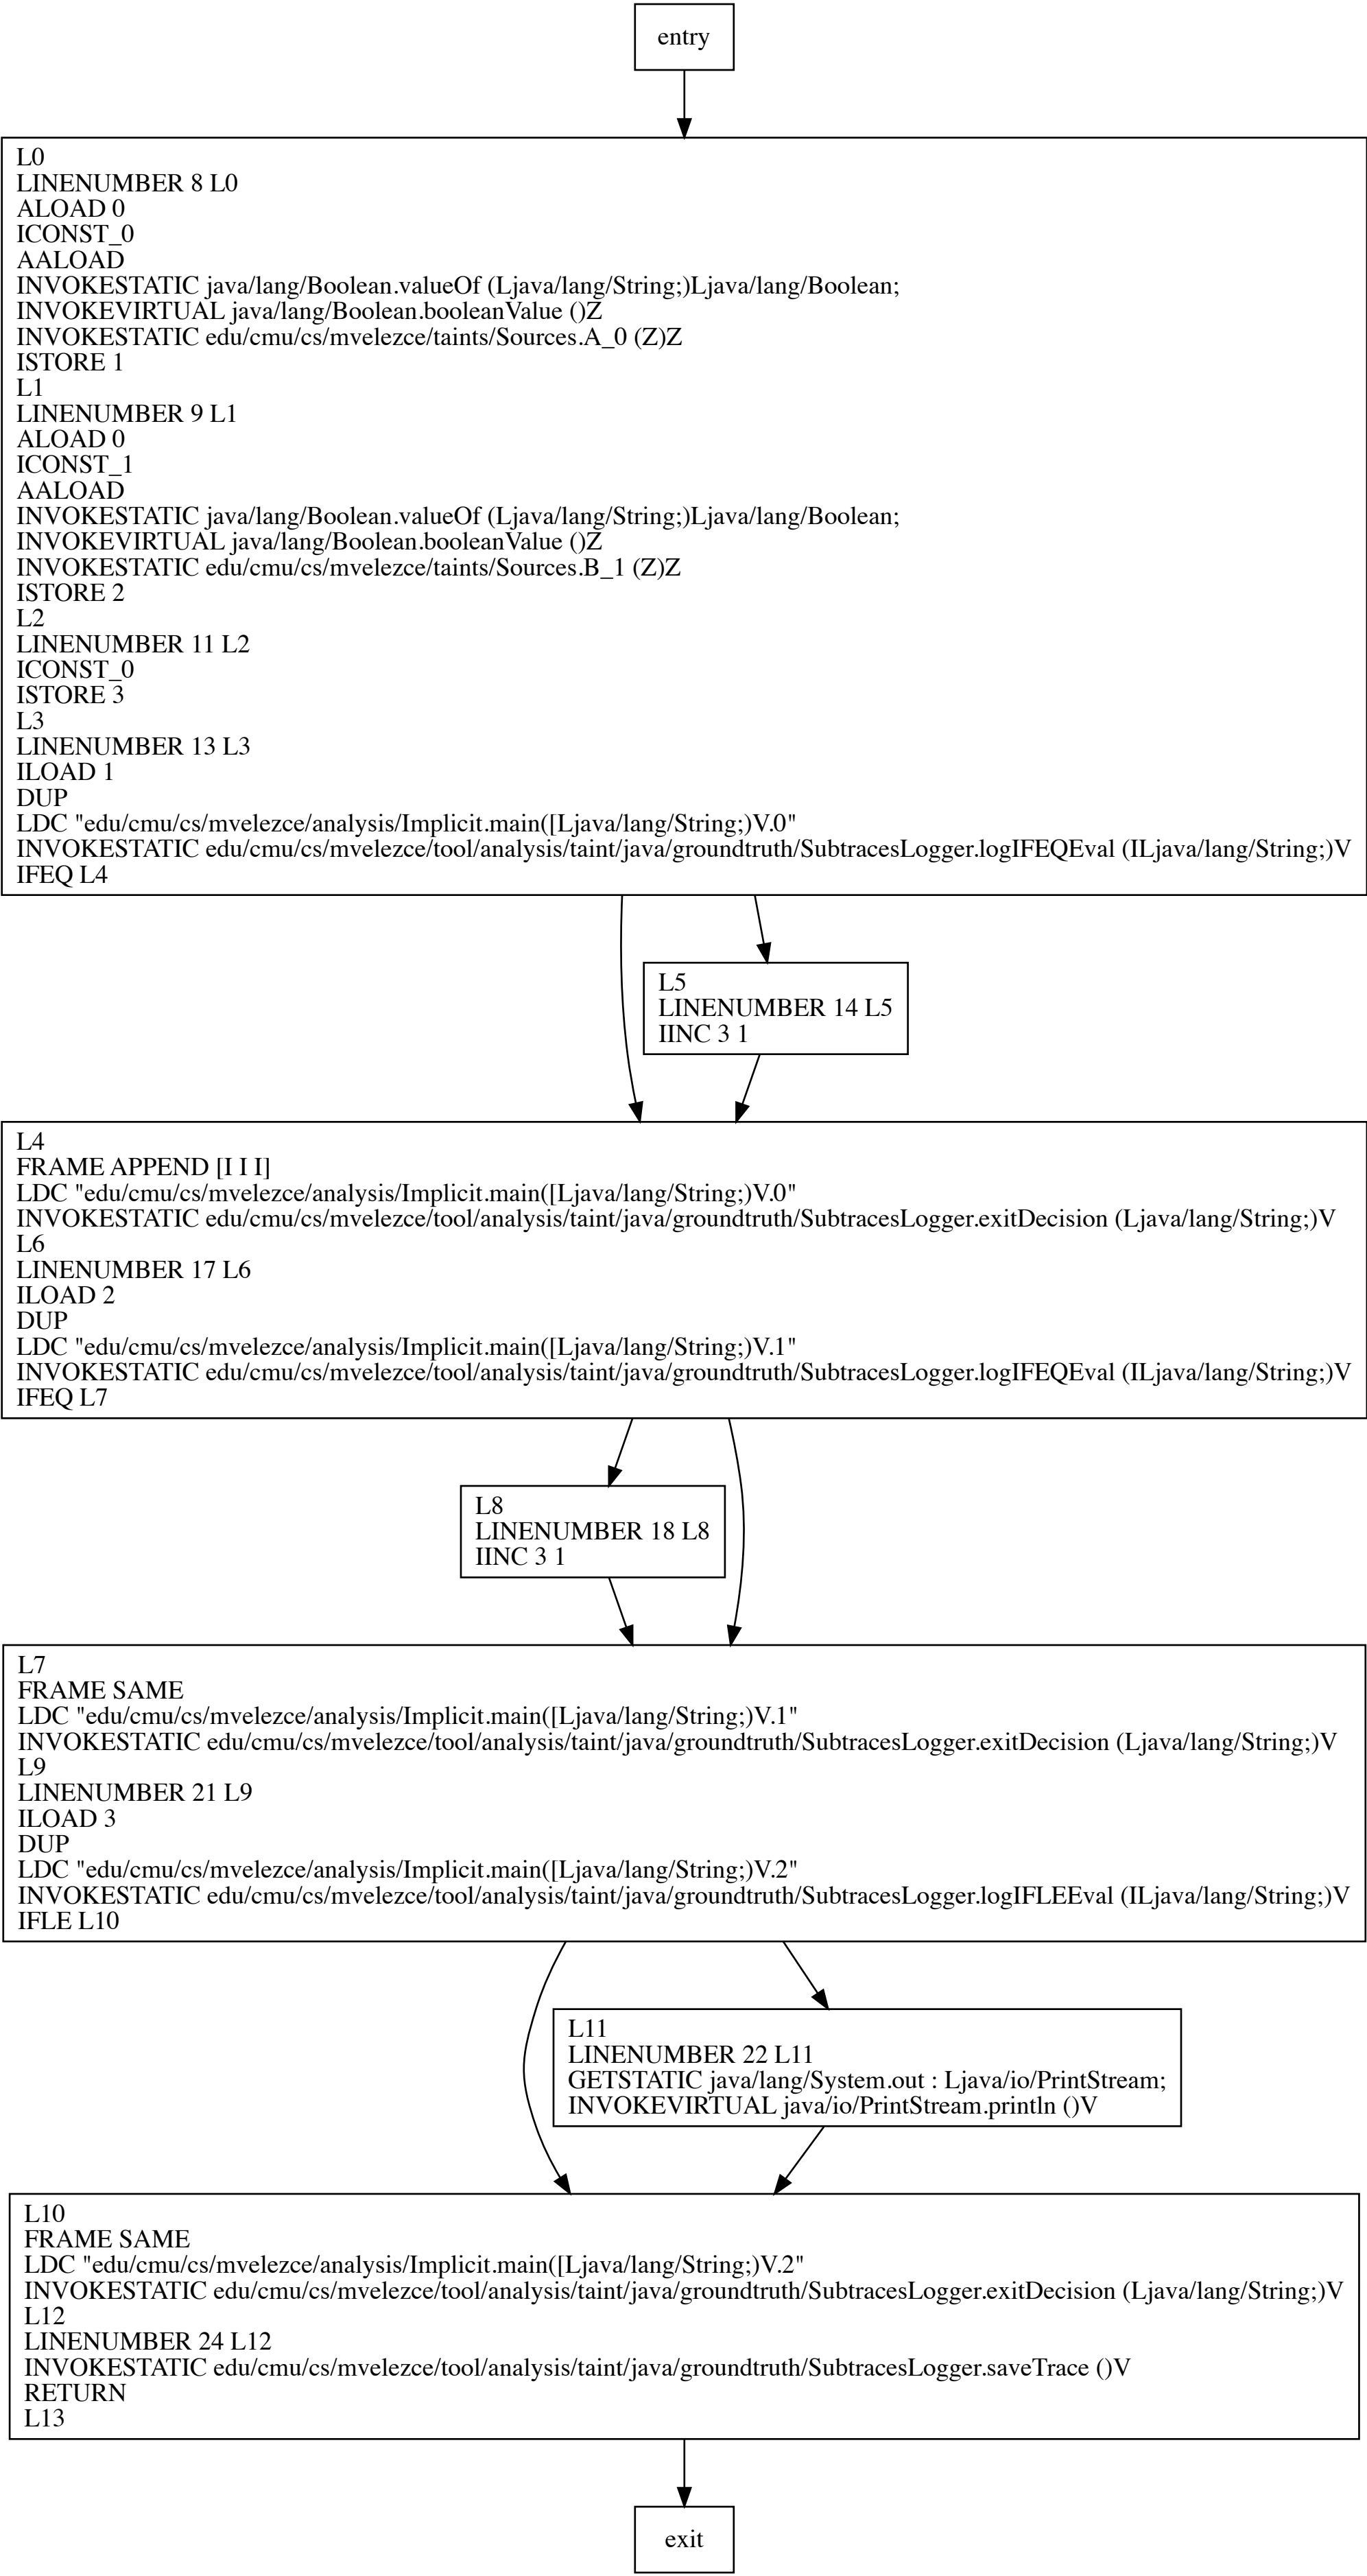 entry
L0
LINENUMBER 8 L0
ALOAD 0
ICONST_0
AALOAD
INVOKESTATIC java/lang/Boolean.valueOf (Ljava/lang/String;)Ljava/lang/Boolean;
INVOKEVIRTUAL java/lang/Boolean.booleanValue ()Z
INVOKESTATIC edu/cmu/cs/mvelezce/taints/Sources.A_0 (Z)Z
ISTORE 1
L1
LINENUMBER 9 L1
ALOAD 0
ICONST_1
AALOAD
INVOKESTATIC java/lang/Boolean.valueOf (Ljava/lang/String;)Ljava/lang/Boolean;
INVOKEVIRTUAL java/lang/Boolean.booleanValue ()Z
INVOKESTATIC edu/cmu/cs/mvelezce/taints/Sources.B_1 (Z)Z
ISTORE 2
L2
LINENUMBER 11 L2
ICONST_0
ISTORE 3
L3
LINENUMBER 13 L3
ILOAD 1
DUP
LDC "edu/cmu/cs/mvelezce/analysis/Implicit.main([Ljava/lang/String;)V.0"
INVOKESTATIC edu/cmu/cs/mvelezce/tool/analysis/taint/java/groundtruth/SubtracesLogger.logIFEQEval (ILjava/lang/String;)V
IFEQ L4
L5
LINENUMBER 14 L5
IINC 3 1
L4
FRAME APPEND [I I I]
LDC "edu/cmu/cs/mvelezce/analysis/Implicit.main([Ljava/lang/String;)V.0"
INVOKESTATIC edu/cmu/cs/mvelezce/tool/analysis/taint/java/groundtruth/SubtracesLogger.exitDecision (Ljava/lang/String;)V
L6
LINENUMBER 17 L6
ILOAD 2
DUP
LDC "edu/cmu/cs/mvelezce/analysis/Implicit.main([Ljava/lang/String;)V.1"
INVOKESTATIC edu/cmu/cs/mvelezce/tool/analysis/taint/java/groundtruth/SubtracesLogger.logIFEQEval (ILjava/lang/String;)V
IFEQ L7
L8
LINENUMBER 18 L8
IINC 3 1
L7
FRAME SAME
LDC "edu/cmu/cs/mvelezce/analysis/Implicit.main([Ljava/lang/String;)V.1"
INVOKESTATIC edu/cmu/cs/mvelezce/tool/analysis/taint/java/groundtruth/SubtracesLogger.exitDecision (Ljava/lang/String;)V
L9
LINENUMBER 21 L9
ILOAD 3
DUP
LDC "edu/cmu/cs/mvelezce/analysis/Implicit.main([Ljava/lang/String;)V.2"
INVOKESTATIC edu/cmu/cs/mvelezce/tool/analysis/taint/java/groundtruth/SubtracesLogger.logIFLEEval (ILjava/lang/String;)V
IFLE L10
L11
LINENUMBER 22 L11
GETSTATIC java/lang/System.out : Ljava/io/PrintStream;
INVOKEVIRTUAL java/io/PrintStream.println ()V
L10
FRAME SAME
LDC "edu/cmu/cs/mvelezce/analysis/Implicit.main([Ljava/lang/String;)V.2"
INVOKESTATIC edu/cmu/cs/mvelezce/tool/analysis/taint/java/groundtruth/SubtracesLogger.exitDecision (Ljava/lang/String;)V
L12
LINENUMBER 24 L12
INVOKESTATIC edu/cmu/cs/mvelezce/tool/analysis/taint/java/groundtruth/SubtracesLogger.saveTrace ()V
RETURN
L13
exit